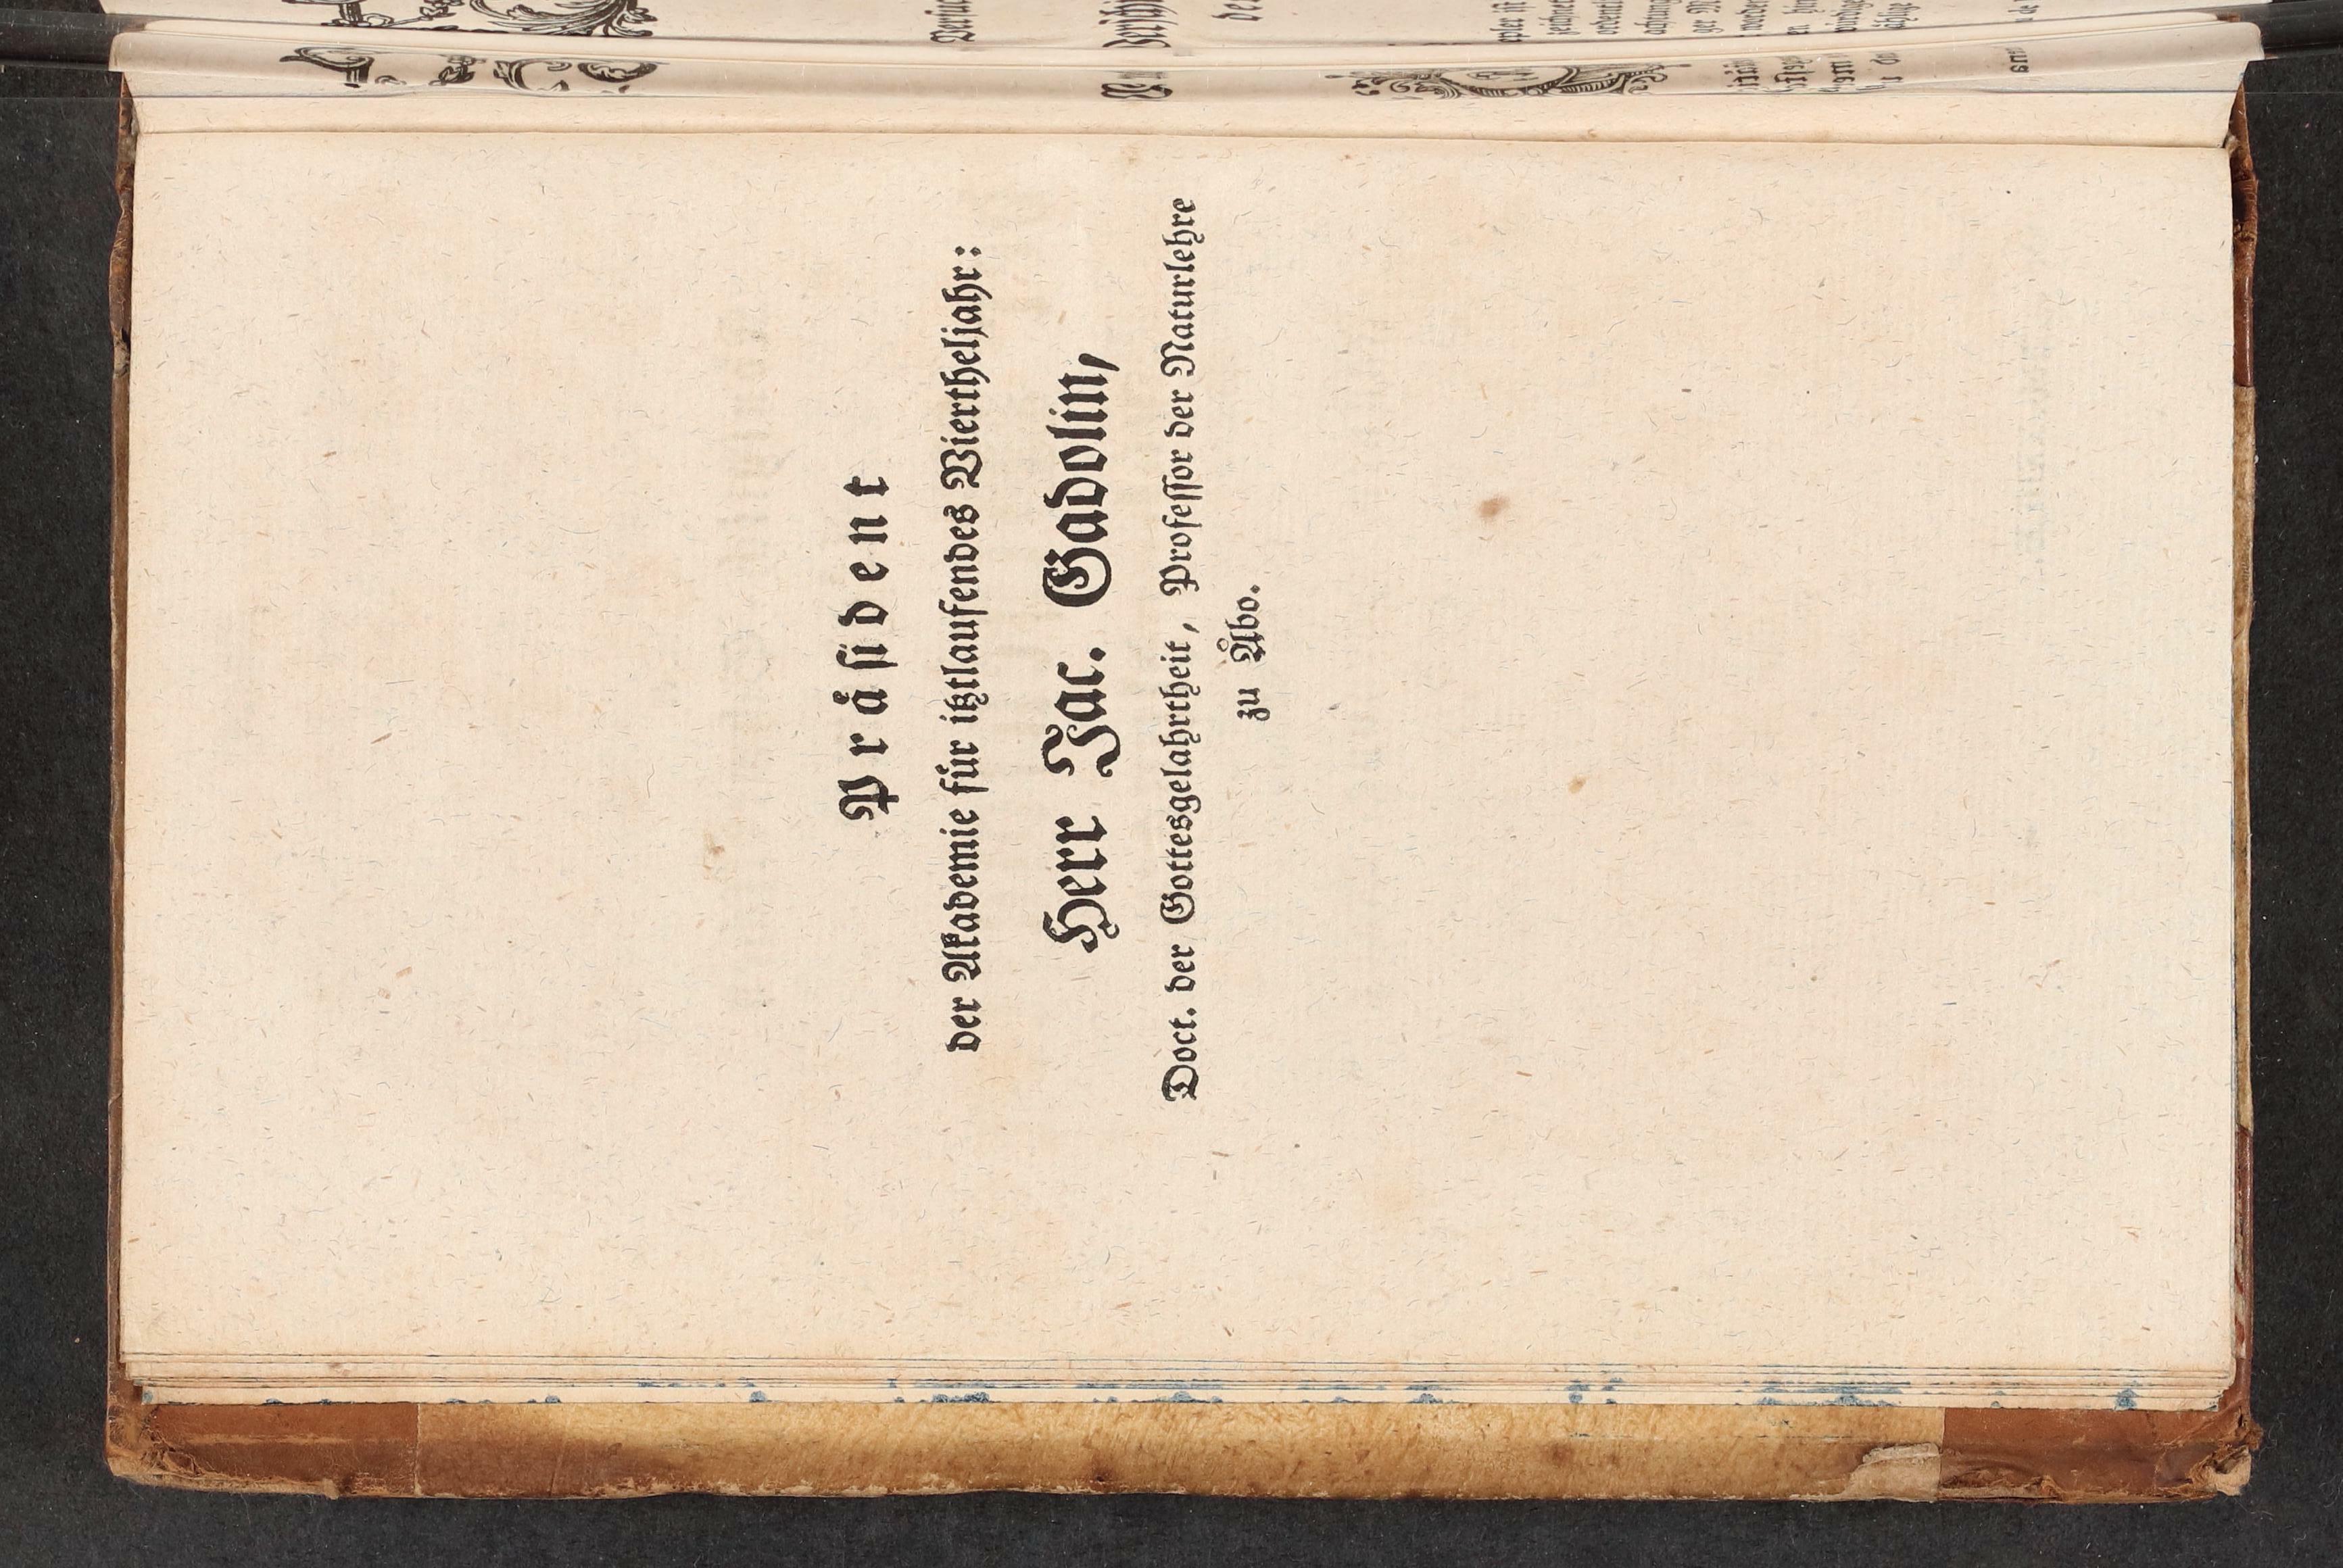 Präſident
der Akademie für itztlaufendes Viertheljahr:
Herr Jac. Gadolin,
Doct. der Gottesgelahrtheit, Profeſſor der Naturlehre
zu Åbo.